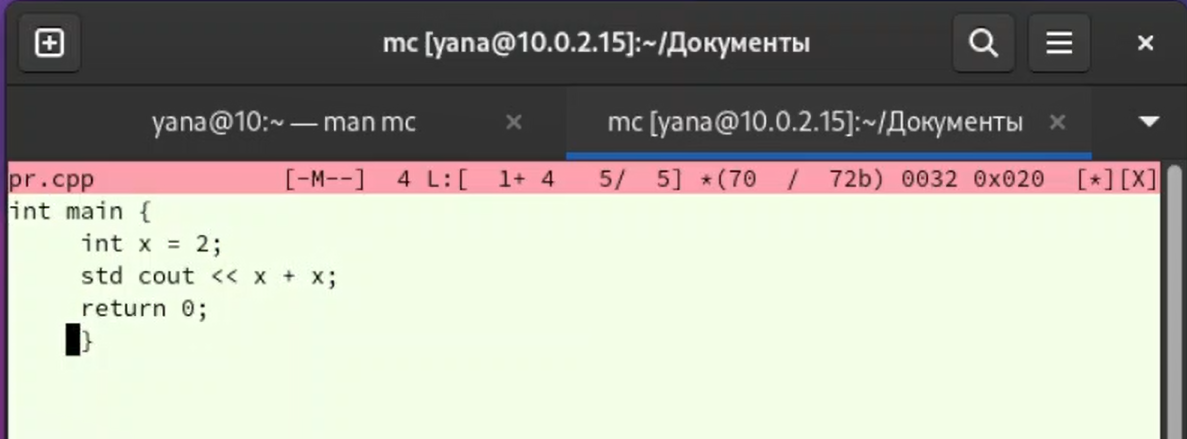 mc [yana@10.0.2.15]:~/Документы
yana@10:~ — man mc
mc [yana@10.0.2.15]:~/Документы
pr.cpp [-M--] 4 L:[ 1+ 4 5/ 5] *(70 / 72b) 0032 0x020 [*][X]
int main {
int x = 2;
std cout << x + x;
return 0;
}